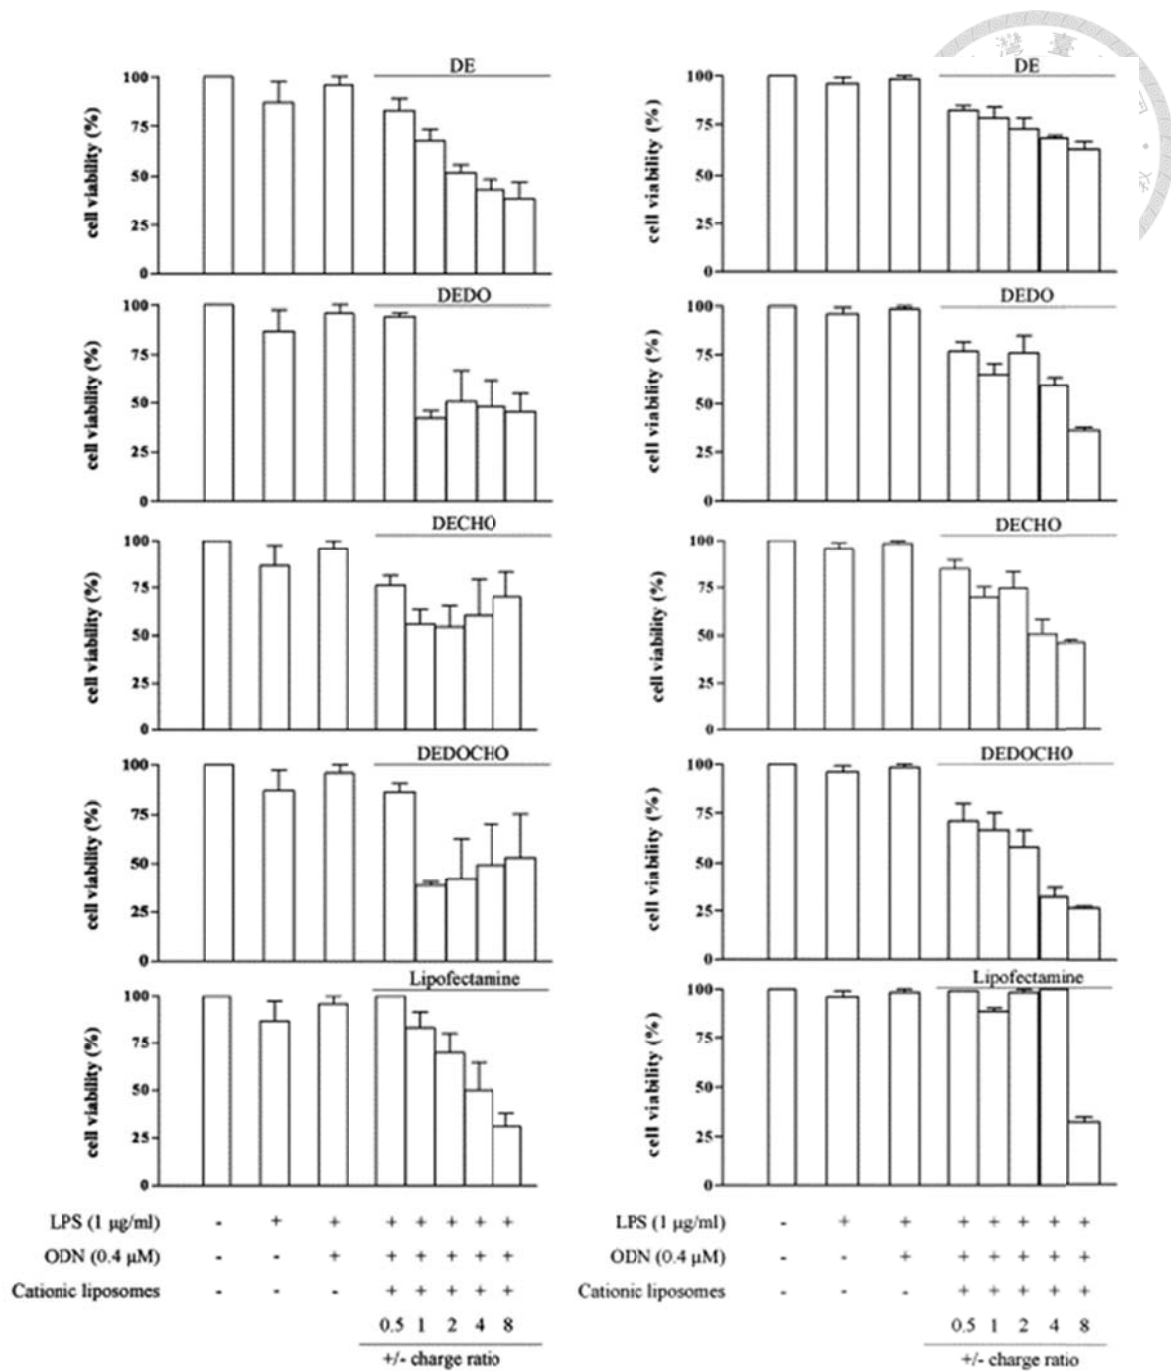 DE
100
75
50
25
0
cell viability (%)
DE
100
75
50
25
0
cell viability (%)
灣 臺
DEDO
100
75
50
25
0
cell viability (%)
DEDO
100
75
50
25
0
cell viability (%)
DECHO
100
75
50
25
0
cell viability (%)
DECHO
100
75
50
25
0
cell viability (%)
DEDOCHO
100
75
50
25
0
cell viability (%)
DEDOCHO
100
75
50
25
0
cell viability (%)
Lipofectamine
100
75
50
25
0
cell viability (%)
Lipofectamine
100
75
50
25
0
cell viability (%)
LPS (1 μg/ml) - + + + + + + +
ODN (0.4 μM) - - + + + + + +
Cationic liposomes - - - + + + + +
0.5 1 2 4 8
+/- charge ratio
LPS (1 μg/ml) - + + + + + + +
ODN (0.4 μM) - - + + + + + +
Cationic liposomes - - - + + + + +
0.5 1 2 4 8
+/- charge ratio